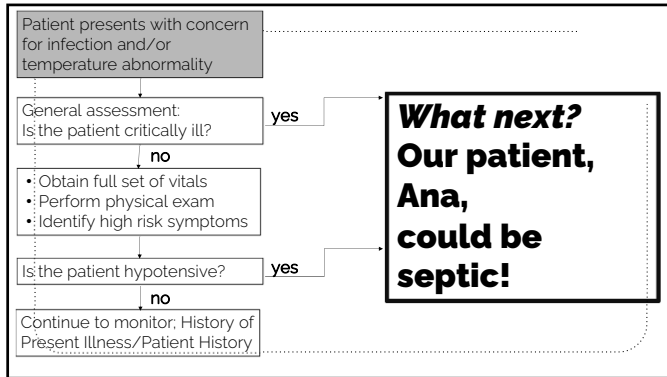 Patient presents with concern
for infection and/or
temperature abnormality
General assessment:
Is the patient critically ill?
yes
no
• Obtain full set of vitals
• Perform physical exam
• Identify high risk symptoms
Is the patient hypotensive?
yes
no
Continue to monitor; History of
Present Illness/Patient History
What next?
Our patient,
Ana,
could be
septic!